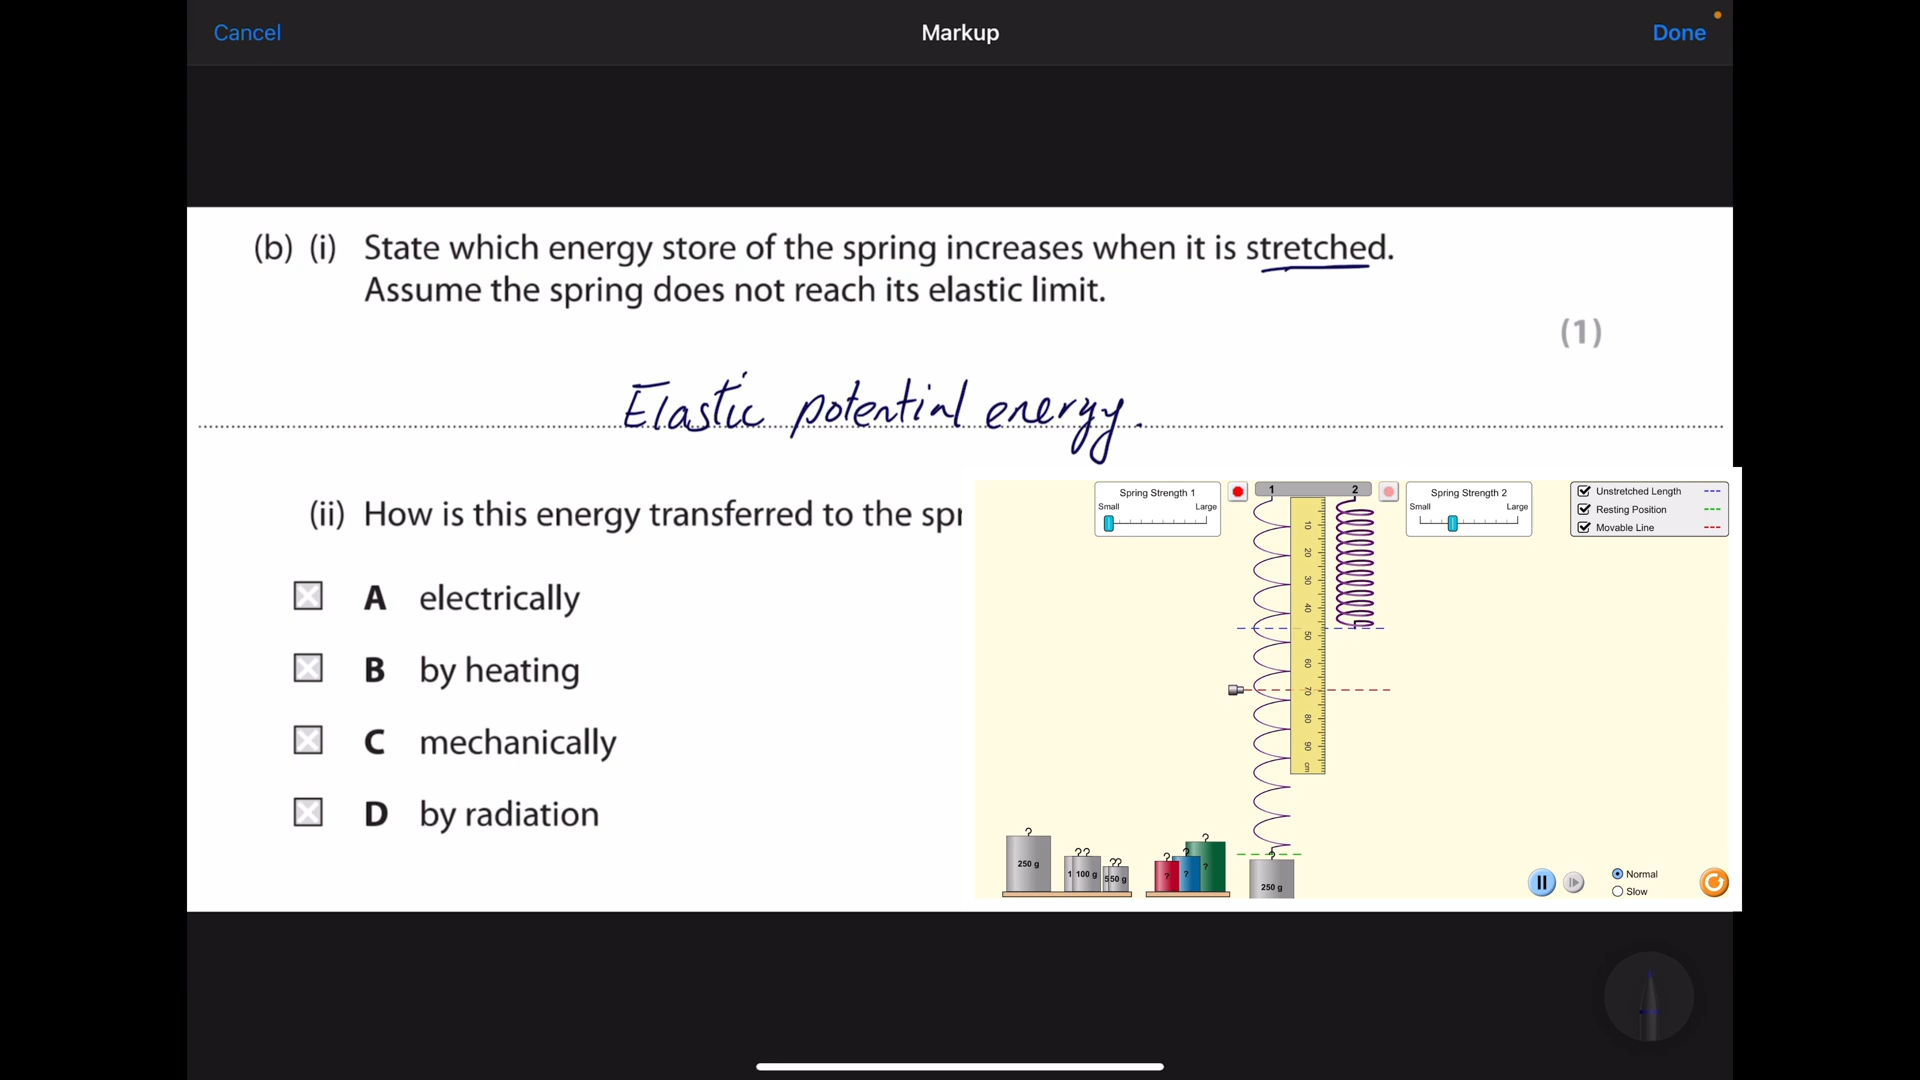 Cancel
Markup
Done
(b) (i) State which energy store of the spring increases when it is stretched.
Assume the spring does not reach its elastic limit.
(1)
Elastic potential energy.
(ii) How is this energy transferred to the spr
A electrically
B by heating
C mechanically
D by radiation
Spring Strength 1
Small Large
1 2
Spring Strength 2
Small Large
Unstretched Length
Resting Position
Movable Line
10
20
30
40
50
60
70
80
90
cm
250 g
1 100 g
5 50 g
? ? ?
250 g
Normal
Slow